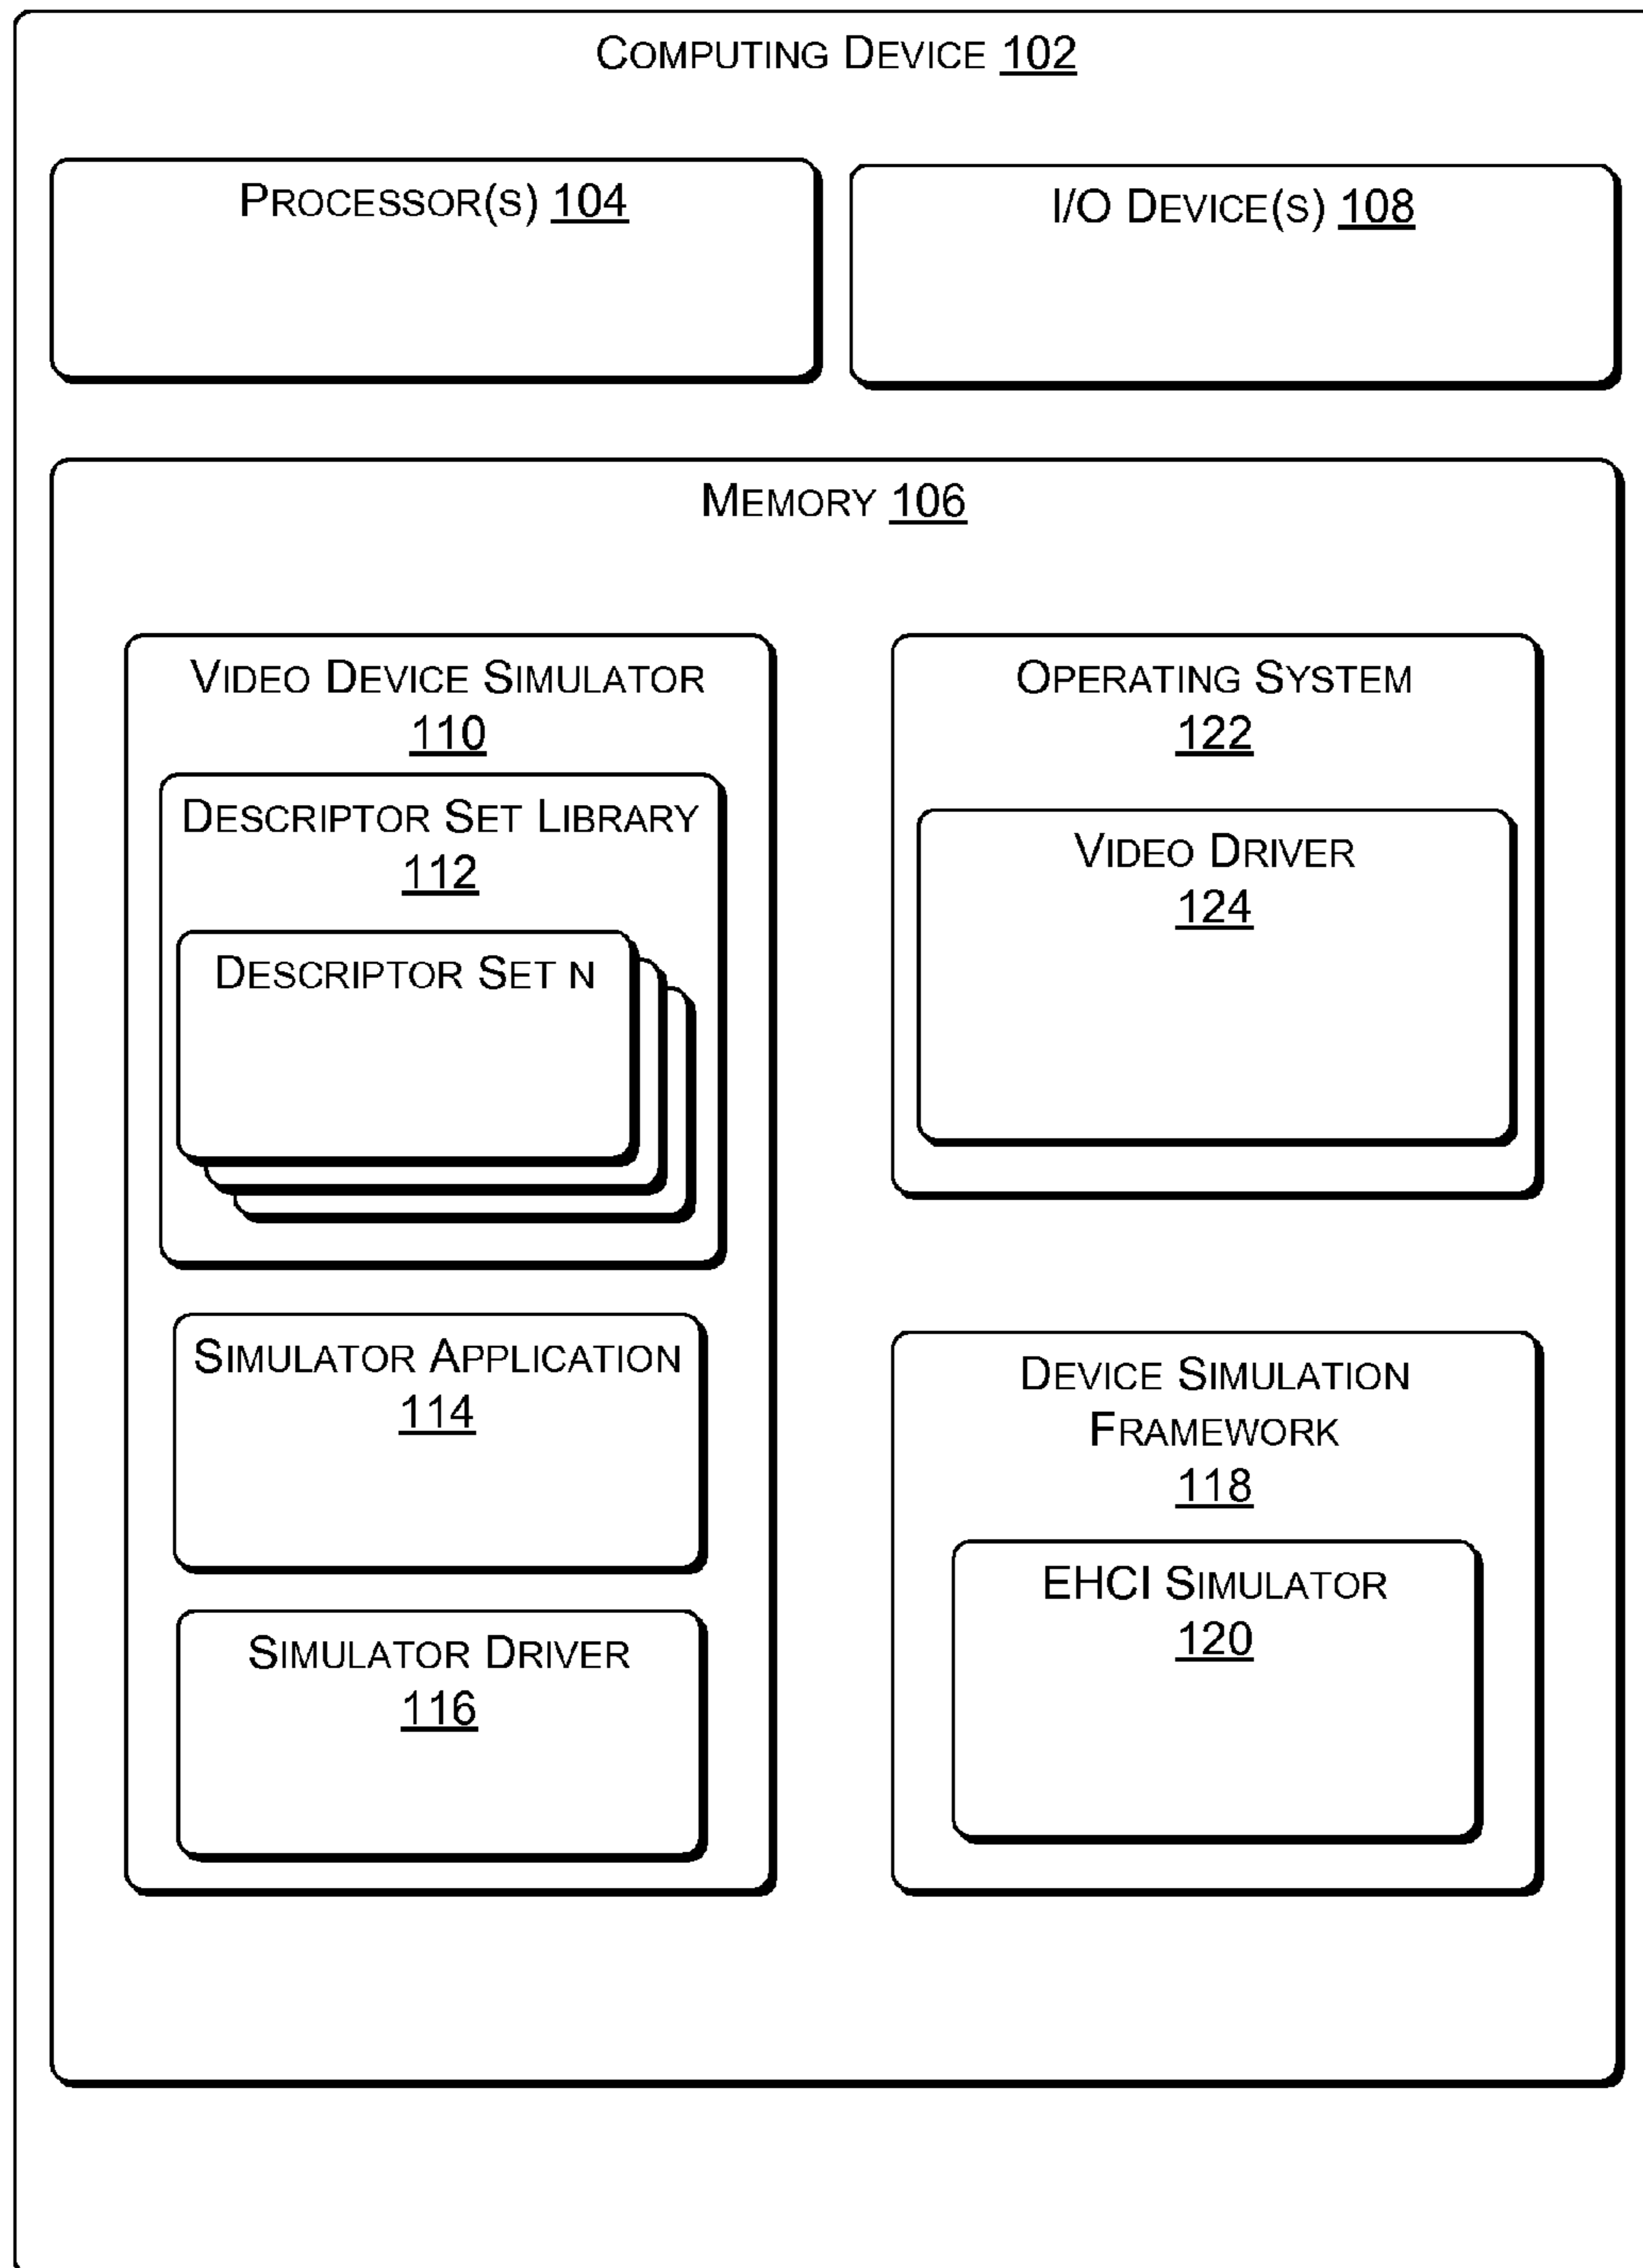 COMPUTING DEVICE 102
PROCESSOR(S) 104
I/O DEVICE(S) 108
MEMORY 106
VIDEO DEVICE SIMULATOR
110
DESCRIPTOR SET LIBRARY
112
DESCRIPTOR SET N
SIMULATOR APPLICATION
114
SIMULATOR DRIVER
116
OPERATING SYSTEM
122
VIDEO DRIVER
124
DEVICE SIMULATION
FRAMEWORK
118
EHCI SIMULATOR
120